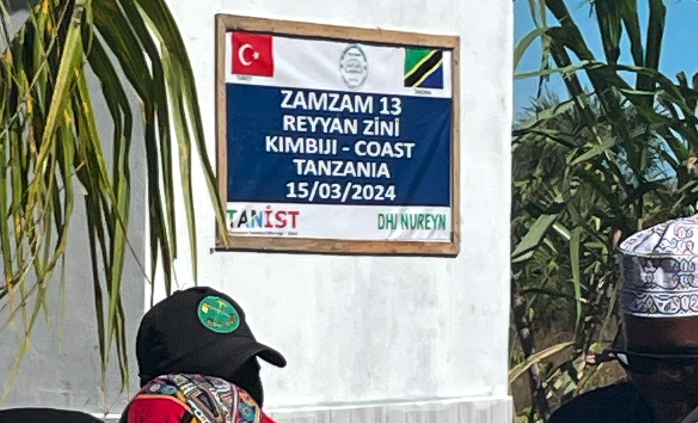 ZAMZAM 13
REYYAN ZİNİ
KIMBIJI - COAST
TANZANIA
15/03/2024
TANİST
DHI NUREYN